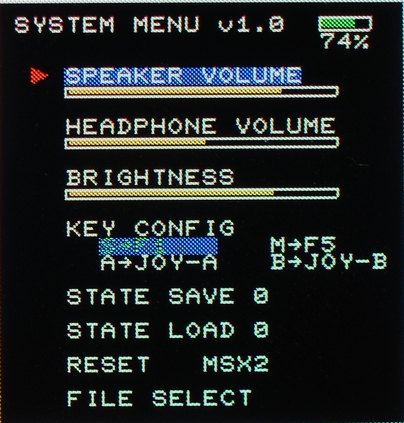 SYSTEM MENU v1.0
74%
SPEAKER VOLUME
HEADPHONE VOLUME
BRIGHTNESS
KEY CONFIG
M→F5
A→JOY-A B→JOY-B
STATE SAVE 0
STATE LOAD 0
RESET MSX2
FILE SELECT